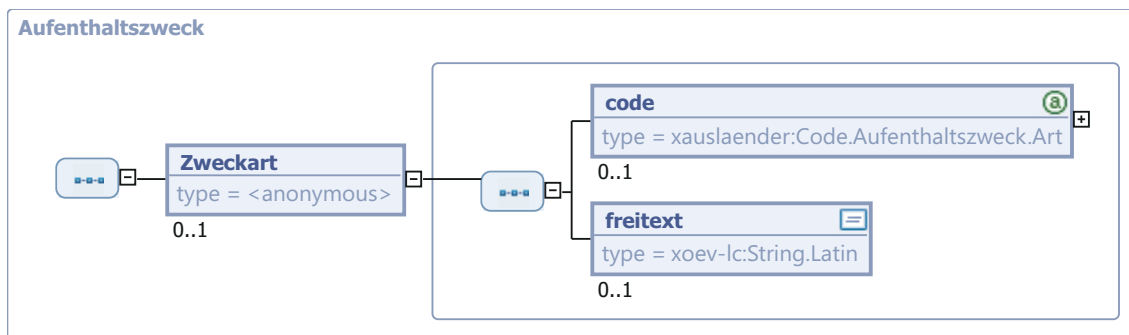 Aufenthaltszweck
code
a
type = xauslaender:Code.Aufenthaltszweck.Art
0..1
Zweckart
type = <anonymous>
0..1
freitext
type = xoev-lc:String.Latin
0..1